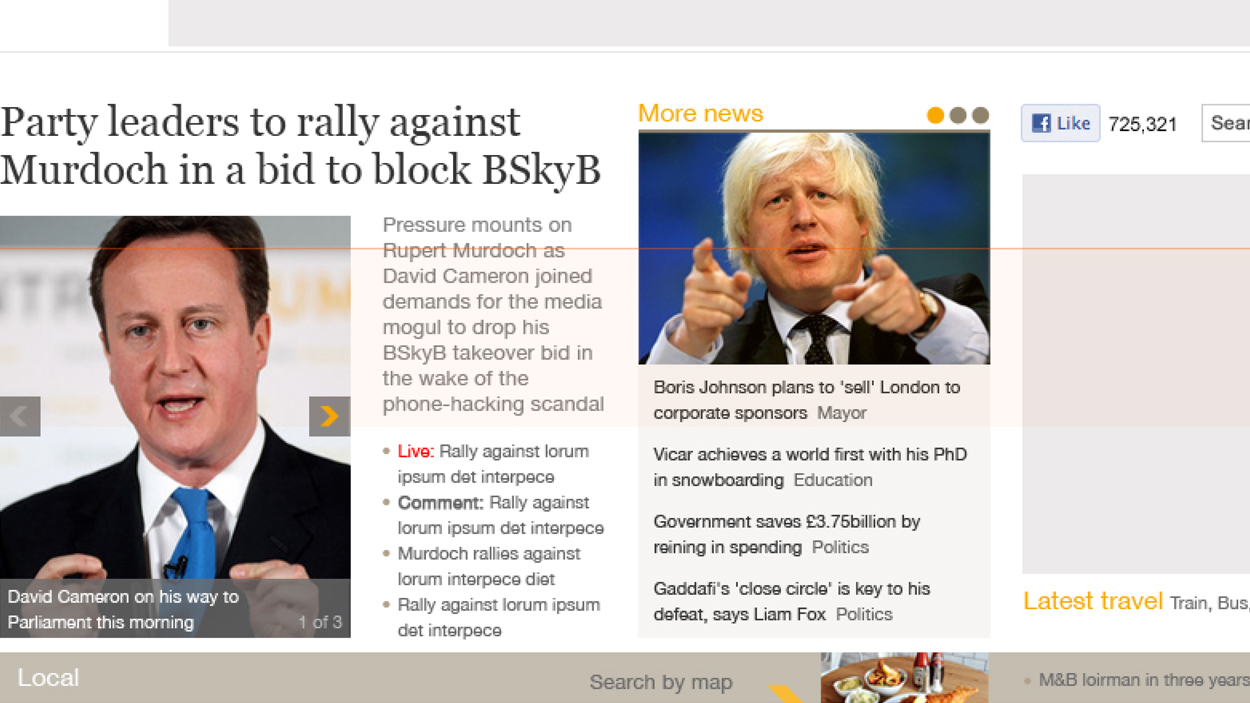 Party leaders to rally against
Murdoch in a bid to block BSkyB
David Cameron on his way to
Parliament this morning 1 of 3
Pressure mounts on
Rupert Murdoch as
David Cameron joined
demands for the media
mogul to drop his
BSkyB takeover bid in
the wake of the
phone-hacking scandal
• Live: Rally against lorum
ipsum det interpece
• Comment: Rally against
lorum ipsum det interpece
• Murdoch rallies against
lorum interpece diet
• Rally against lorum ipsum
det interpece
More news
Boris Johnson plans to 'sell' London to
corporate sponsors Mayor
Vicar achieves a world first with his PhD
in snowboarding Education
Government saves £3.75billion by
reining in spending Politics
Gaddafi's 'close circle' is key to his
defeat, says Liam Fox Politics
Like 725,321
Latest travel Train, Bus,
Local
Search by map
• M&B loirman in three years